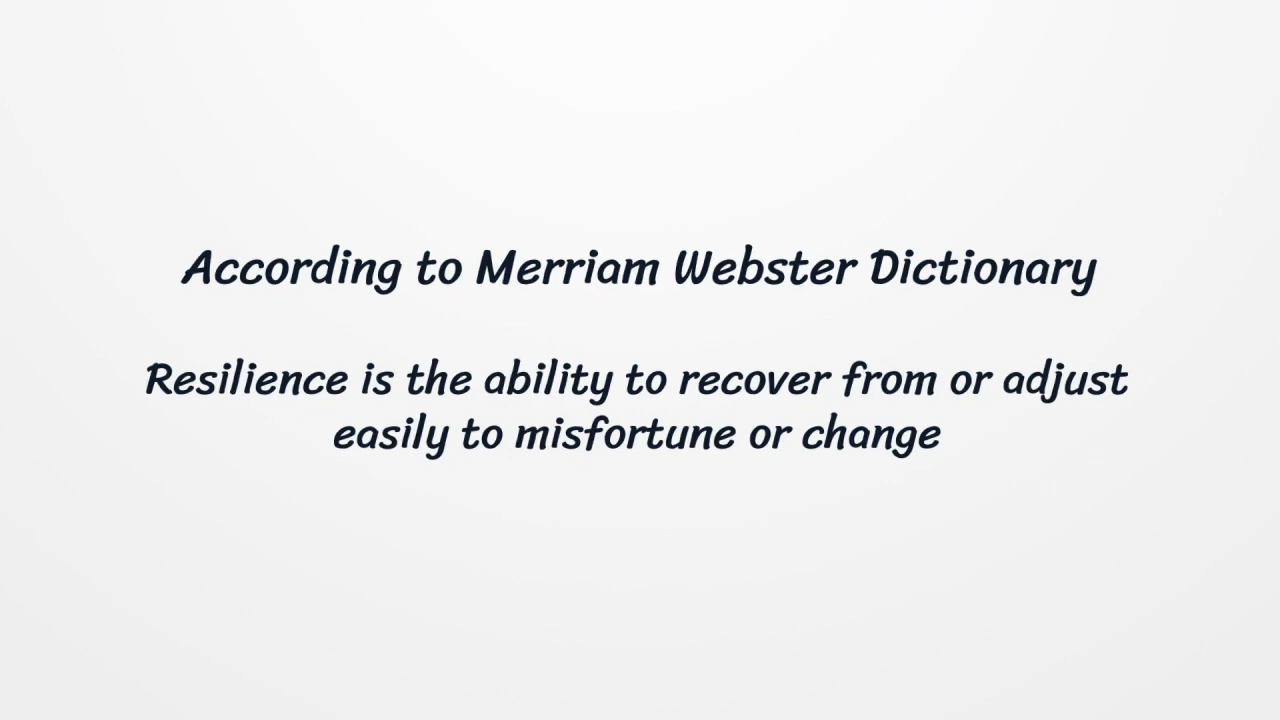 According to Merriam Webster Dictionary
Resilience is the ability to recover from or adjust
easily to misfortune or change